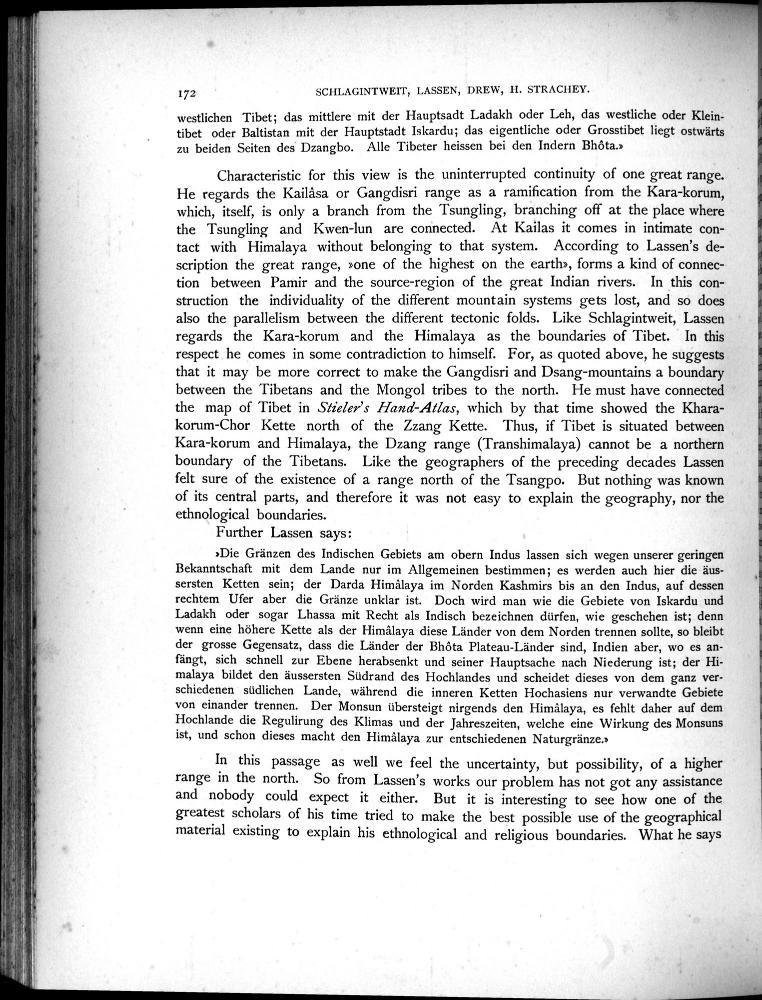 172
SCHLAGINTWEIT, LASSEN, DREW, H. STRACHEY.
westlichen Tibet; das mittlere mit der Hauptsadt Ladakh oder Leh, das westliche oder Klein-
tibet oder Baltistan mit der Hauptstadt Iskardu; das eigentliche oder Grosstibet liegt ostwärts
zu beiden Seiten des Dzangbo. Alle Tibeter heissen bei den Indern Bhôta.»
Characteristic for this view is the uninterrupted continuity of one great range.
He regards the Kailâsa or Gangdisri range as a ramification from the Kara-korum,
which, itself, is only a branch from the Tsungling, branching off at the place where
the Tsungling and Kwen-lun are connected. At Kailas it comes in intimate con-
tact with Himalaya without belonging to that system. According to Lassen's de-
scription the great range, »one of the highest on the earth», forms a kind of connec-
tion between Pamir and the source-region of the great Indian rivers. In this con-
struction the individuality of the different mountain systems gets lost, and so does
also the parallelism between the different tectonic folds. Like Schlagintweit, Lassen
regards the Kara-korum and the Himalaya as the boundaries of Tibet. In this
respect he comes in some contradiction to himself. For, as quoted above, he suggests
that it may be more correct to make the Gangdisri and Dsang-mountains a boundary
between the Tibetans and the Mongol tribes to the north. He must have connected
the map of Tibet in Stieler's Hand-Atlas, which by that time showed the Khara-
korum-Chor Kette north of the Zzang Kette. Thus, if Tibet is situated between
Kara-korum and Himalaya, the Dzang range (Transhimalaya) cannot be a northern
boundary of the Tibetans. Like the geographers of the preceding decades Lassen
felt sure of the existence of a range north of the Tsangpo. But nothing was known
of its central parts, and therefore it was not easy to explain the geography, nor the
ethnological boundaries.
Further Lassen says:
»Die Gränzen des Indischen Gebiets am obern Indus lassen sich wegen unserer geringen
Bekanntschaft mit dem Lande nur im Allgemeinen bestimmen; es werden auch hier die äus-
sersten Ketten sein; der Darda Himâlaya im Norden Kashmirs bis an den Indus, auf dessen
rechtem Ufer aber die Gränze unklar ist. Doch wird man wie die Gebiete von Iskardu und
Ladakh oder sogar Lhassa mit Recht als Indisch bezeichnen dürfen, wie geschehen ist; denn
wenn eine höhere Kette als der Himâlaya diese Länder von dem Norden trennen sollte, so bleibt
der grosse Gegensatz, dass die Länder der Bhôta Plateau-Länder sind, Indien aber, wo es an-
fängt, sich schnell zur Ebene herabsenkt und seiner Hauptsache nach Niederung ist; der Hi-
malaya bildet den äussersten Südrand des Hochlandes und scheidet dieses von dem ganz ver-
schiedenen südlichen Lande, während die inneren Ketten Hochasiens nur verwandte Gebiete
von einander trennen. Der Monsun übersteigt nirgends den Himâlaya, es fehlt daher auf dem
Hochlande die Regulirung des Klimas und der Jahreszeiten, welche eine Wirkung des Monsuns
ist, und schon dieses macht den Himâlaya zur entschiedenen Naturgränze.»
In this passage as well we feel the uncertainty, but possibility, of a higher
range in the north. So from Lassen's works our problem has not got any assistance
and nobody could expect it either. But it is interesting to see how one of the
greatest scholars of his time tried to make the best possible use of the geographical
material existing to explain his ethnological and religious boundaries. What he says